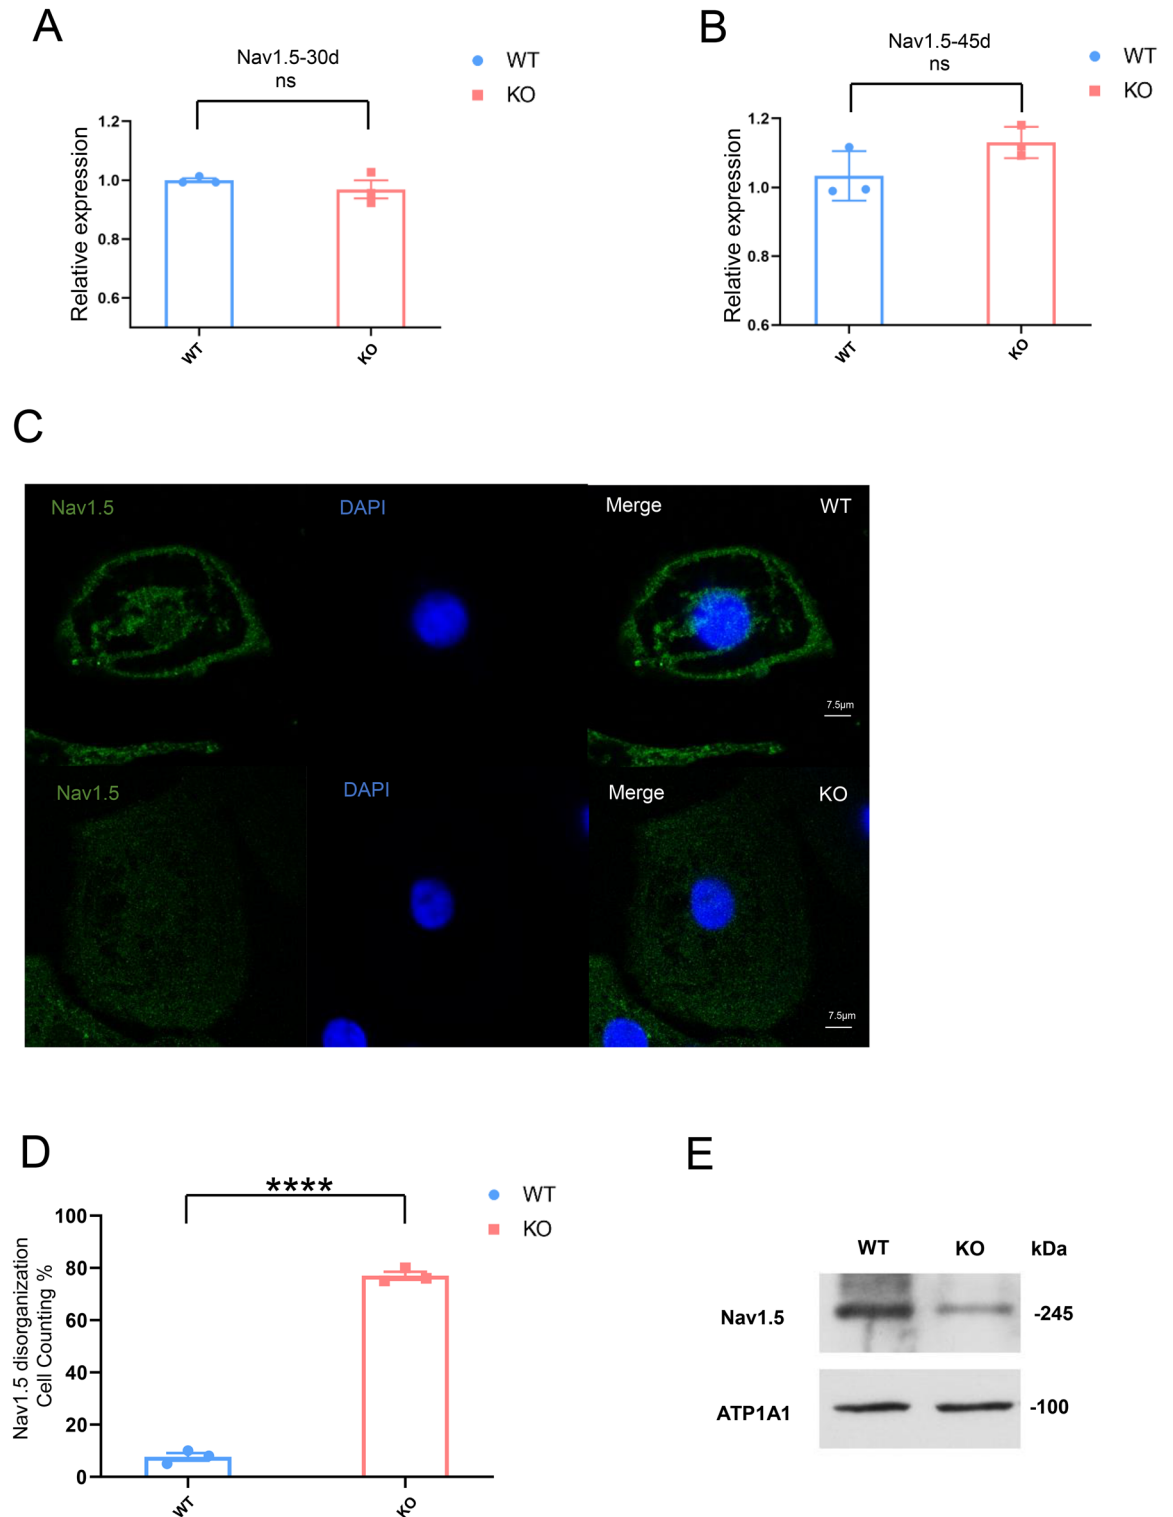 A
Nav1.5-30d
ns
WT
KO
Relative expression
1.2
1.0
0.8
0.6
WT
KO
B
Nav1.5-45d
ns
WT
KO
Relative expression
1.2
1.0
0.8
0.6
WT
KO
C
Nav1.5
DAPI
Merge
WT
7.5µm
Nav1.5
DAPI
Merge
KO
7.5µm
D
****
WT
KO
Nav1.5 disorganization
Cell Counting %
100
80
60
40
20
0
WT
KO
E
WT
KO
kDa
Nav1.5
-245
ATP1A1
-100